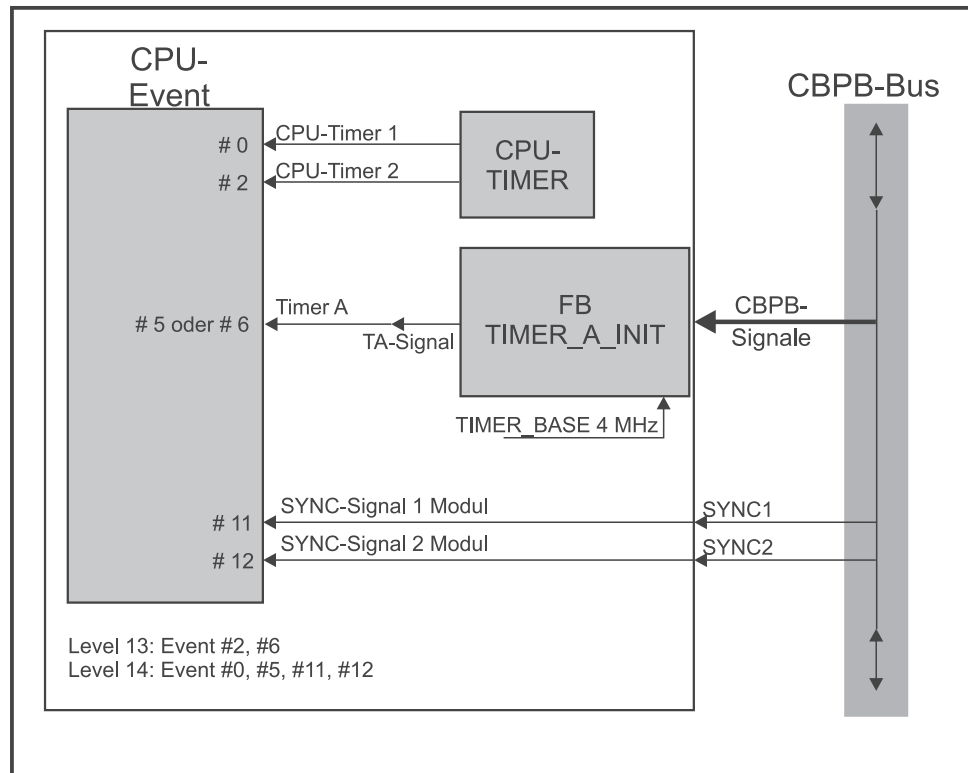 CPU-
Event
CBPB-Bus
# 0
CPU-Timer 1
CPU-
TIMER
# 2
CPU-Timer 2
# 5 oder # 6
Timer A
TA-Signal
FB
TIMER_A_INIT
CBPB-
Signale
TIMER_BASE 4 MHz
SYNC-Signal 1 Modul
SYNC1
# 11
SYNC-Signal 2 Modul
SYNC2
# 12
Level 13: Event #2, #6
Level 14: Event #0, #5, #11, #12